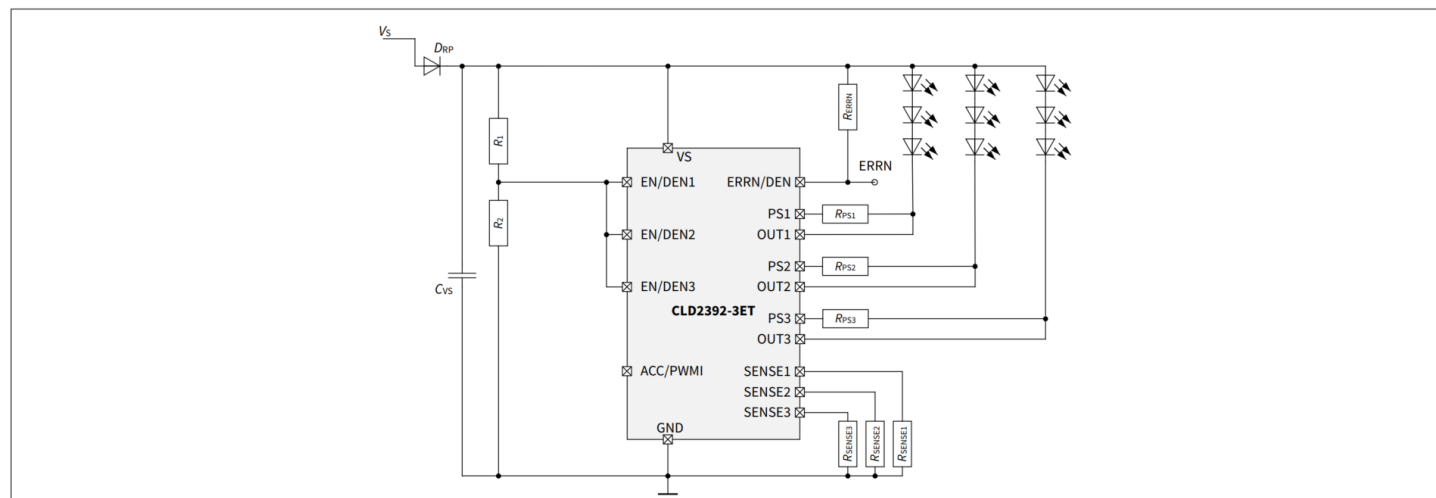 VS
DRP
R1
R2
CVS
VS
EN/DEN1
EN/DEN2
EN/DEN3
CLD2392-3ET
ACC/PWMI
GND
ERRN/DEN
PS1
OUT1
PS2
OUT2
PS3
OUT3
SENSE1
SENSE2
SENSE3
RERRN
ERRN
RPS1
RPS2
RPS3
RSENSE3
RSENSE2
RSENSE1